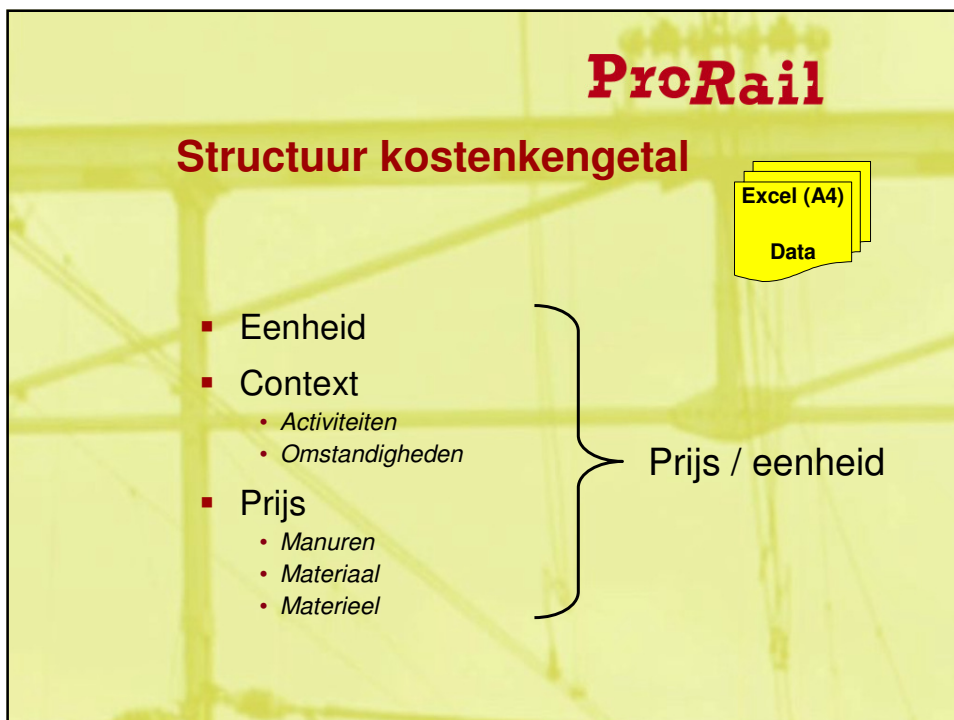 ProRail
Structuur kostenkengetal
Excel (A4)
Data
▪ Eenheid
▪ Context
• Activiteiten
• Omstandigheden
▪ Prijs
• Manuren
• Materiaal
• Materieel
Prijs / eenheid